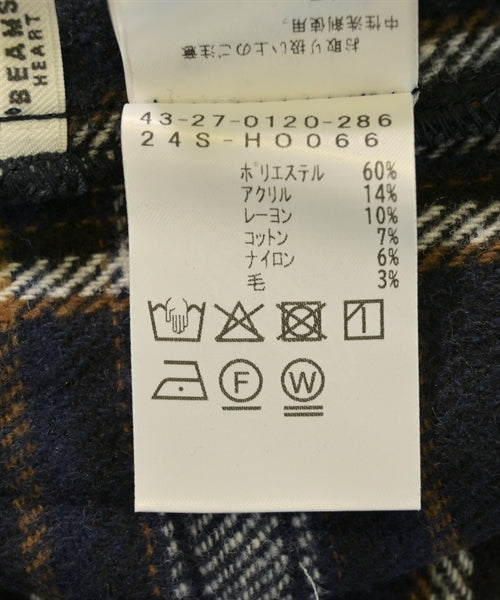 BEAMS
HEART
お取り扱い上のご注意
中性洗剤使用。
43-27-0120-286
24S-H0066
ポリエステル 60%
アクリル 14%
レーヨン 10%
コットン 7%
ナイロン 6%
毛 3%
F W